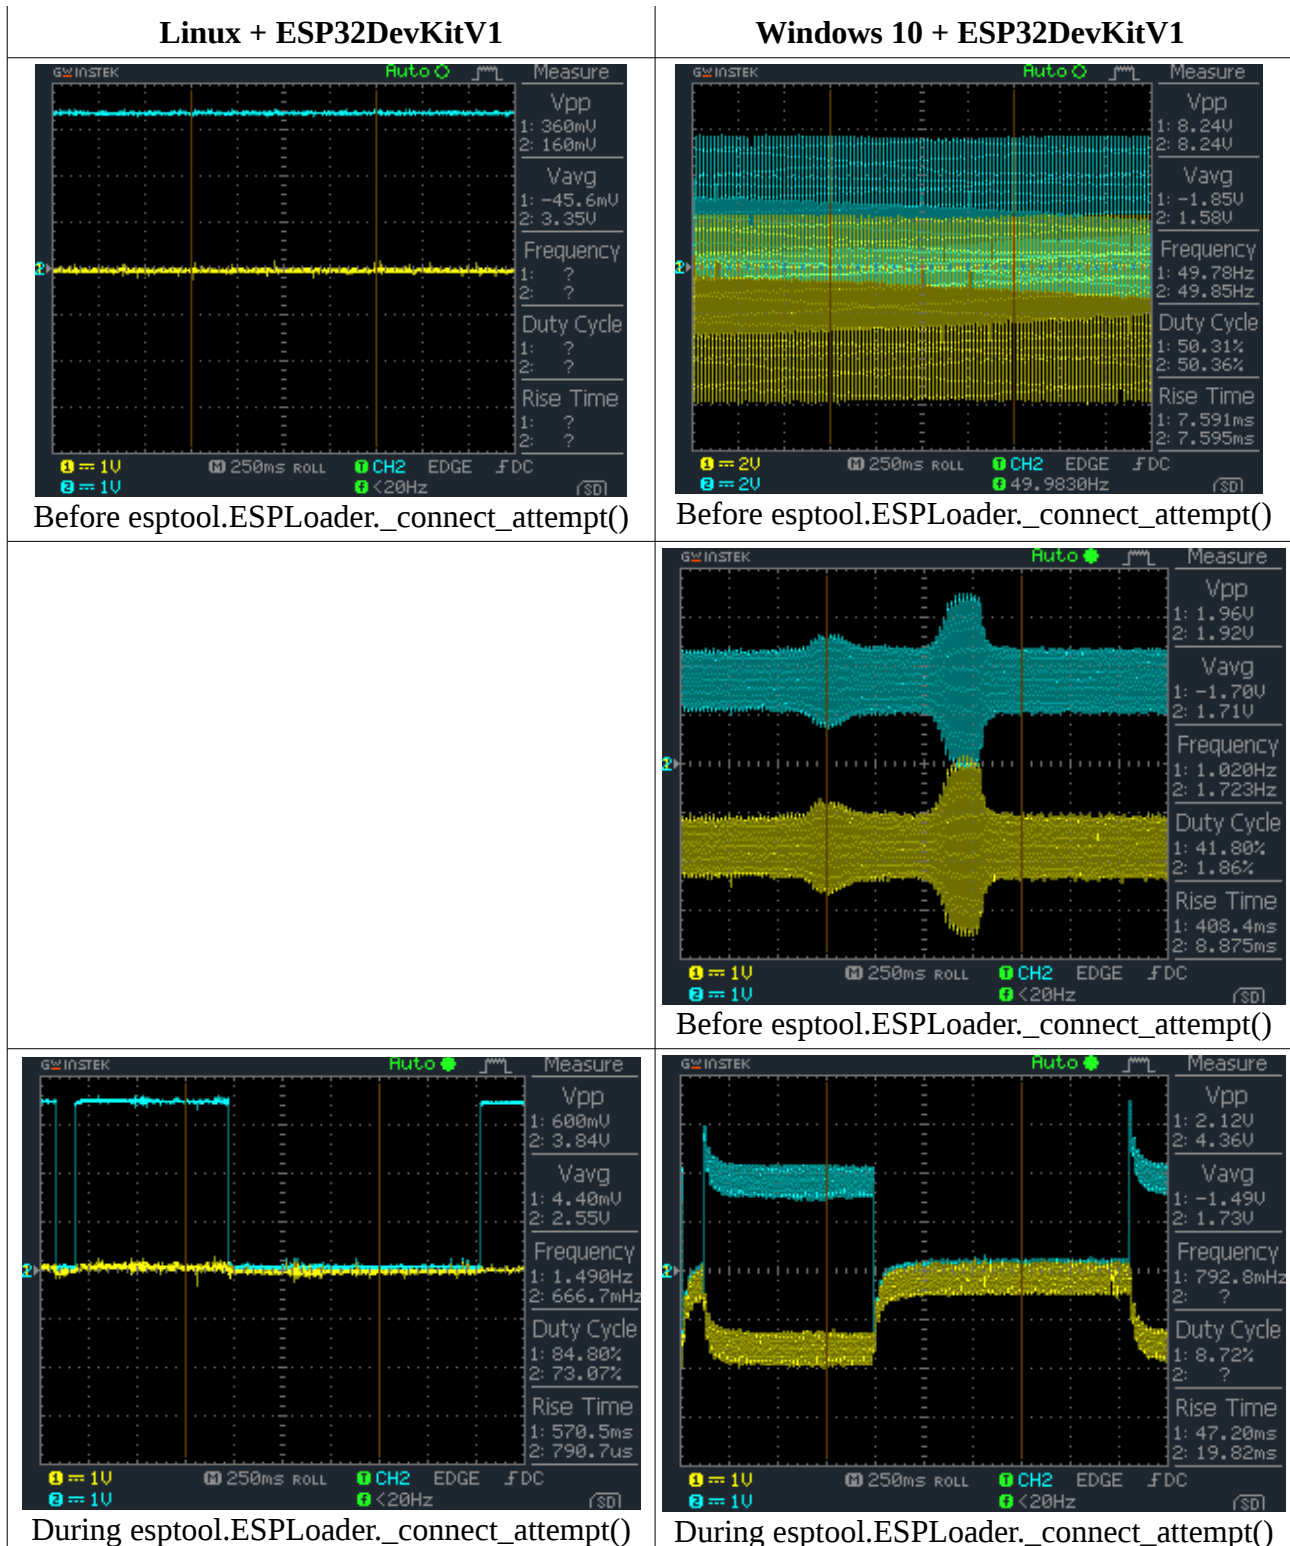 Linux + ESP32DevKitV1
Windows 10 + ESP32DevKitV1
GWINSTEK Auto Measure
Vpp
1: 360mV
2: 160mV
Vavg
1: -45.6mV
2: 3.35V
Frequency
1: ?
2: ?
Duty Cycle
1: ?
2: ?
Rise Time
1: ?
2: ?
1 1V M 250ms ROLL T CH2 EDGE DC
2 1V f <20Hz SD
Before esptool.ESPLoader._connect_attempt()
GWINSTEK Auto Measure
Vpp
1: 8.24V
2: 8.24V
Vavg
1: -1.85V
2: 1.58V
Frequency
1: 49.78Hz
2: 49.85Hz
Duty Cycle
1: 50.31%
2: 50.36%
Rise Time
1: 7.591ms
2: 7.595ms
1 2V M 250ms ROLL T CH2 EDGE DC
2 2V f 49.9830Hz SD
Before esptool.ESPLoader._connect_attempt()
GWINSTEK Auto Measure
Vpp
1: 1.96V
2: 1.92V
Vavg
1: -1.70V
2: 1.71V
Frequency
1: 1.020Hz
2: 1.723Hz
Duty Cycle
1: 41.80%
2: 1.86%
Rise Time
1: 408.4ms
2: 8.875ms
1 1V M 250ms ROLL T CH2 EDGE DC
2 1V f <20Hz SD
Before esptool.ESPLoader._connect_attempt()
GWINSTEK Auto Measure
Vpp
1: 600mV
2: 3.84V
Vavg
1: 4.40mV
2: 2.55V
Frequency
1: 1.490Hz
2: 666.7mHz
Duty Cycle
1: 84.80%
2: 73.07%
Rise Time
1: 570.5ms
2: 790.7us
1 1V M 250ms ROLL T CH2 EDGE DC
2 1V f <20Hz SD
During esptool.ESPLoader._connect_attempt()
GWINSTEK Auto Measure
Vpp
1: 2.12V
2: 4.36V
Vavg
1: -1.49V
2: 1.73V
Frequency
1: 792.8mHz
2: ?
Duty Cycle
1: 8.72%
2: ?
Rise Time
1: 47.20ms
2: 19.82ms
1 1V M 250ms ROLL T CH2 EDGE DC
2 1V f <20Hz SD
During esptool.ESPLoader._connect_attempt()